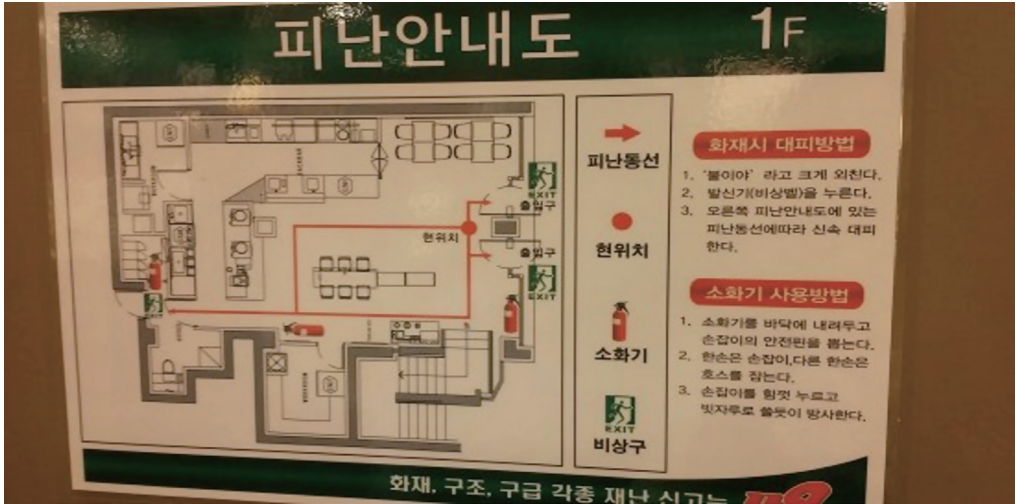 피난안내도
1F
EXIT
출입구
현위치
출입구
EXIT
EXIT
피난동선
현위치
소화기
EXIT
비상구
화재시 대피방법
1. '불이야' 라고 크게 외친다.
2. 발신기(비상벨)을 누른다.
3. 오른쪽 피난안내도에 있는
피난동선에따라 신속 대피
한다.
소화기 사용방법
1. 소화기를 바닥에 내려두고
손잡이의 안전핀을 뽑는다.
2. 한손은 손잡이,다른 한손은
호스를 잡는다.
3. 손잡이를 힘껏 누르고
빗자루로 쓸듯이 방사한다.
화재, 구조, 구급 각종 재난 신고는